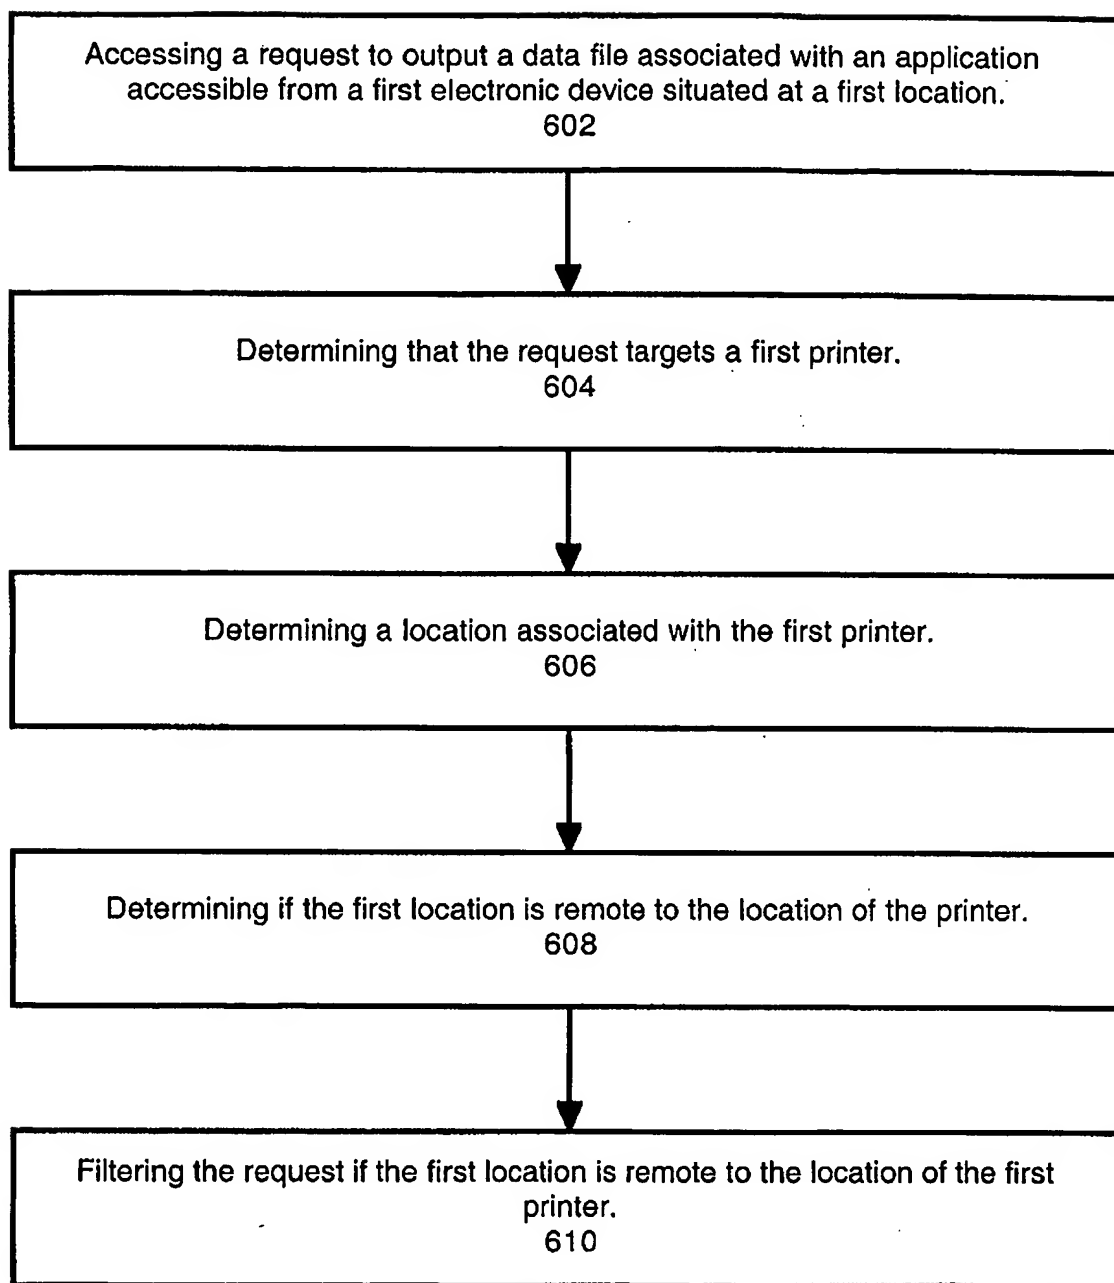 Accessing a request to output a data file associated with an application
accessible from a first electronic device situated at a first location.
602
Determining that the request targets a first printer.
604
Determining a location associated with the first printer.
606
Determining if the first location is remote to the location of the printer.
608
Filtering the request if the first location is remote to the location of the first
printer.
610